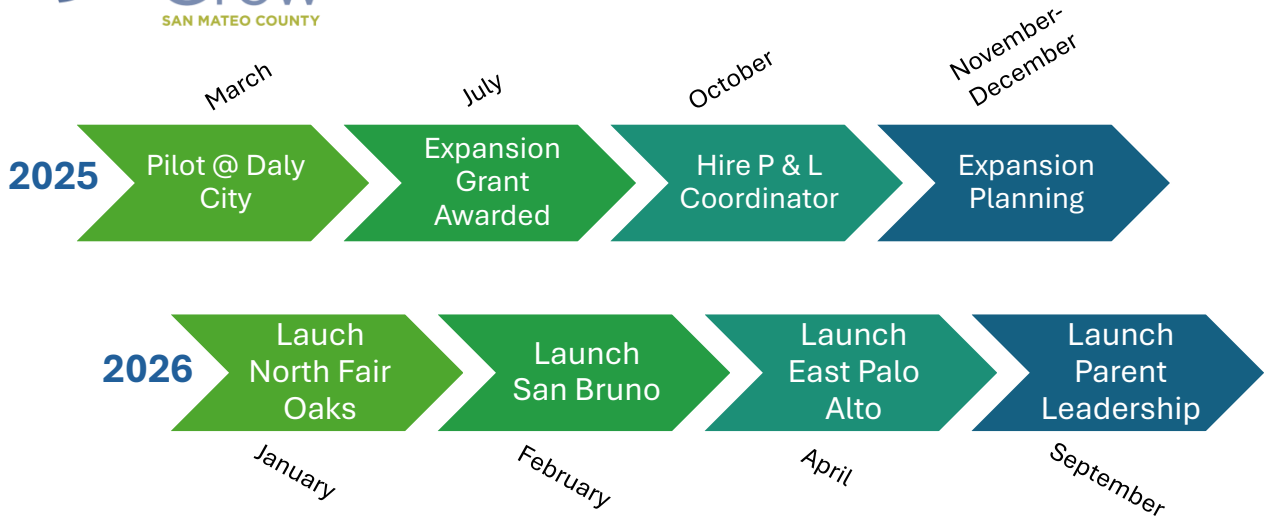 SAN MATEO COUNTY
March
July
October
November-
December
2025
Pilot @ Daly
City
Expansion
Grant
Awarded
Hire P & L
Coordinator
Expansion
Planning
2026
Lauch
North Fair
Oaks
Launch
San Bruno
Launch
East Palo
Alto
Launch
Parent
Leadership
January
February
April
September